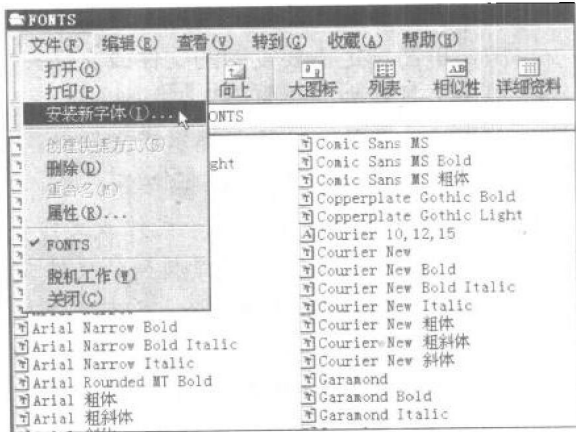 FONTS
文件(F) 编辑(E) 查看(V) 转到(G) 收藏(A) 帮助(H)
打开(O)
打印(P)
安装新字体(I)...
创建快捷方式(S)
删除(D)
重命名(M)
属性(R)...
✔ FONTS
脱机工作(W)
关闭(C)
向上 大图标 列表 相似性 详细资料
ONTS
ght
Arial Narrow Bold
Arial Narrow Bold Italic
Arial Narrow Italic
Arial Rounded MT Bold
Arial 粗体
Arial 粗斜体
Comic Sans MS
Comic Sans MS Bold
Comic Sans MS 粗体
Copperplate Gothic Bold
Copperplate Gothic Light
Courier 10,12,15
Courier New
Courier New Bold
Courier New Bold Italic
Courier New Italic
Courier New 粗体
Courier New 粗斜体
Courier New 斜体
Garamond
Garamond Bold
Garamond Italic